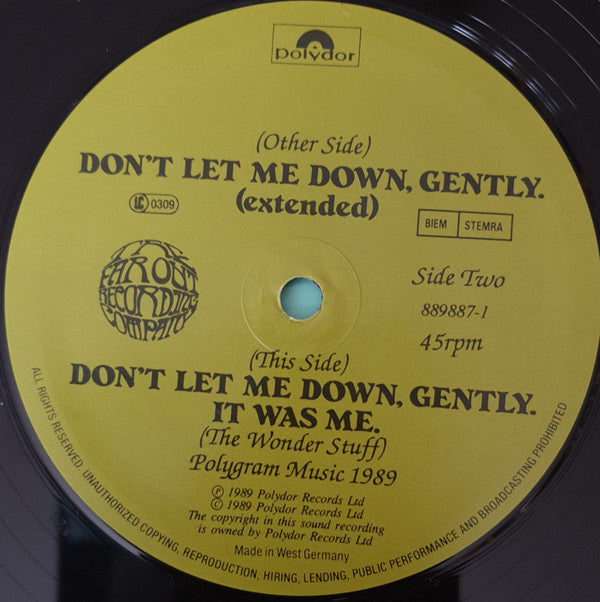 polydor
(Other Side)
DON'T LET ME DOWN, GENTLY.
(extended)
LC 0309
BIEM STEMRA
THE
FAR OUT
RECORDING
COMPANY
Side Two
889887-1
45rpm
(This Side)
DON'T LET ME DOWN, GENTLY.
IT WAS ME.
(The Wonder Stuff)
Polygram Music 1989
℗ 1989 Polydor Records Ltd
© 1989 Polydor Records Ltd
The copyright in this sound recording
is owned by Polydor Records Ltd
Made in West Germany
ALL RIGHTS RESERVED. UNAUTHORIZED COPYING, REPRODUCTION, HIRING, LENDING, PUBLIC PERFORMANCE AND BROADCASTING PROHIBITED